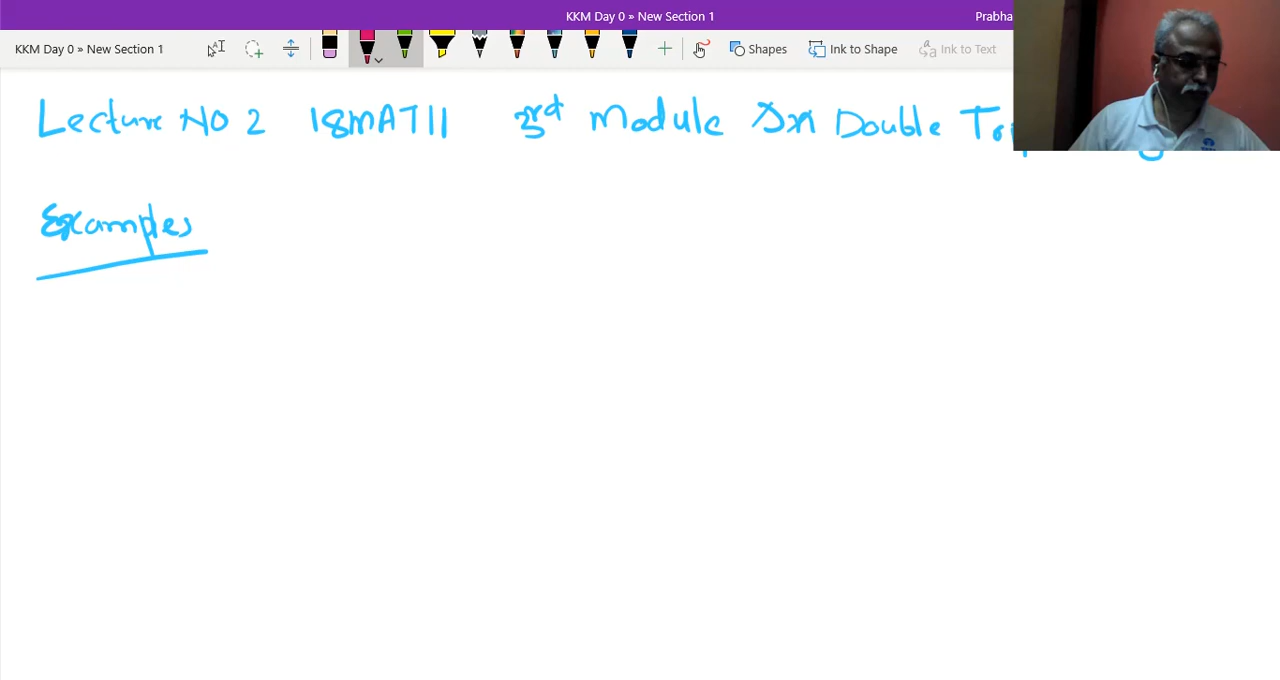 KKM Day 0 » New Section 1
Prabha
KKM Day 0 » New Section 1
Shapes
Ink to Shape
Ink to Text
Lecture No 2 18MAT11 3rd Module Double
Examples